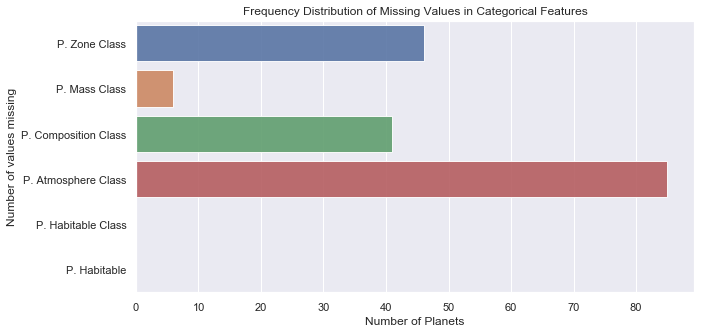 Frequency Distribution of Missing Values in Categorical Features
Number of values missing
P. Zone Class
P. Mass Class
P. Composition Class
P. Atmosphere Class
P. Habitable Class
P. Habitable
0 10 20 30 40 50 60 70 80
Number of Planets